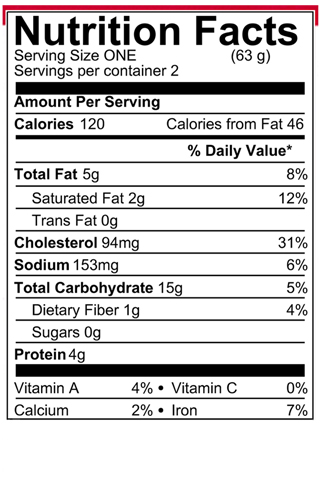 Nutrition Facts
Serving Size ONE (63 g)
Servings per container 2
Amount Per Serving
Calories 120 Calories from Fat 46
% Daily Value*
Total Fat 5g 8%
Saturated Fat 2g 12%
Trans Fat 0g
Cholesterol 94mg 31%
Sodium 153mg 6%
Total Carbohydrate 15g 5%
Dietary Fiber 1g 4%
Sugars 0g
Protein 4g
Vitamin A 4% • Vitamin C 0%
Calcium 2% • Iron 7%